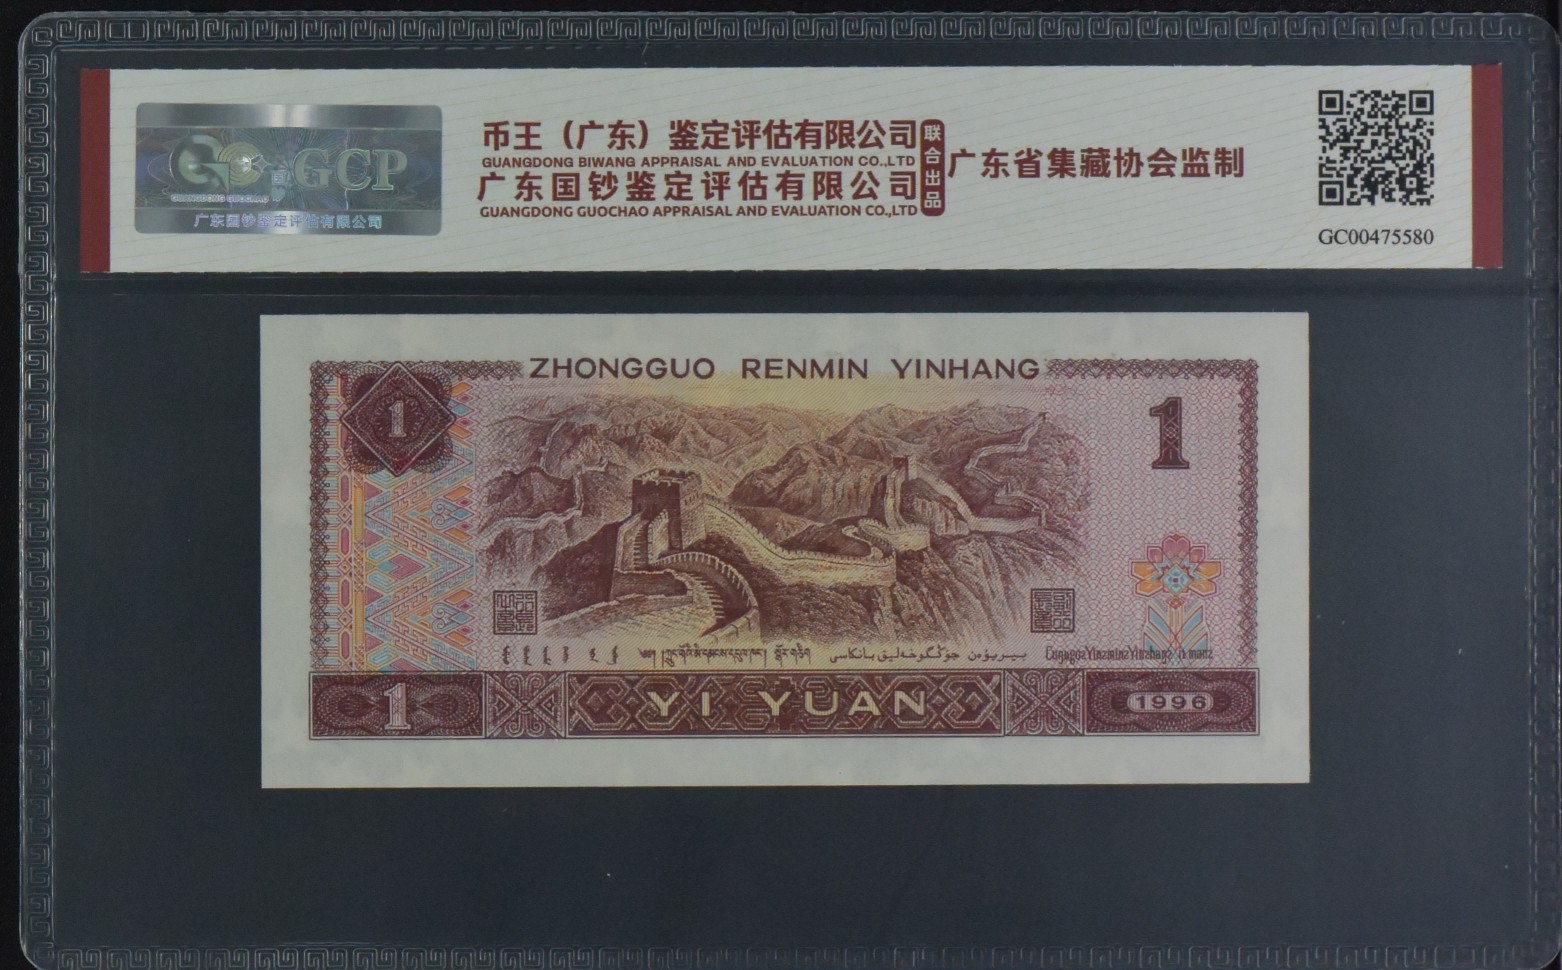 币王（广东）鉴定评估有限公司
GUANGDONG BIWANG APPRAISAL AND EVALUATION CO.,LTD
广东国钞鉴定评估有限公司
GUANGDONG GUOCHAO APPRAISAL AND EVALUATION CO.,LTD
联合出品
广东省集藏协会监制
GCP
GUANGDONG GUOCHAO
广东国钞鉴定评估有限公司
GC00475580
ZHONGGUO RENMIN YINHANG
1
1
1
YI YUAN
1996